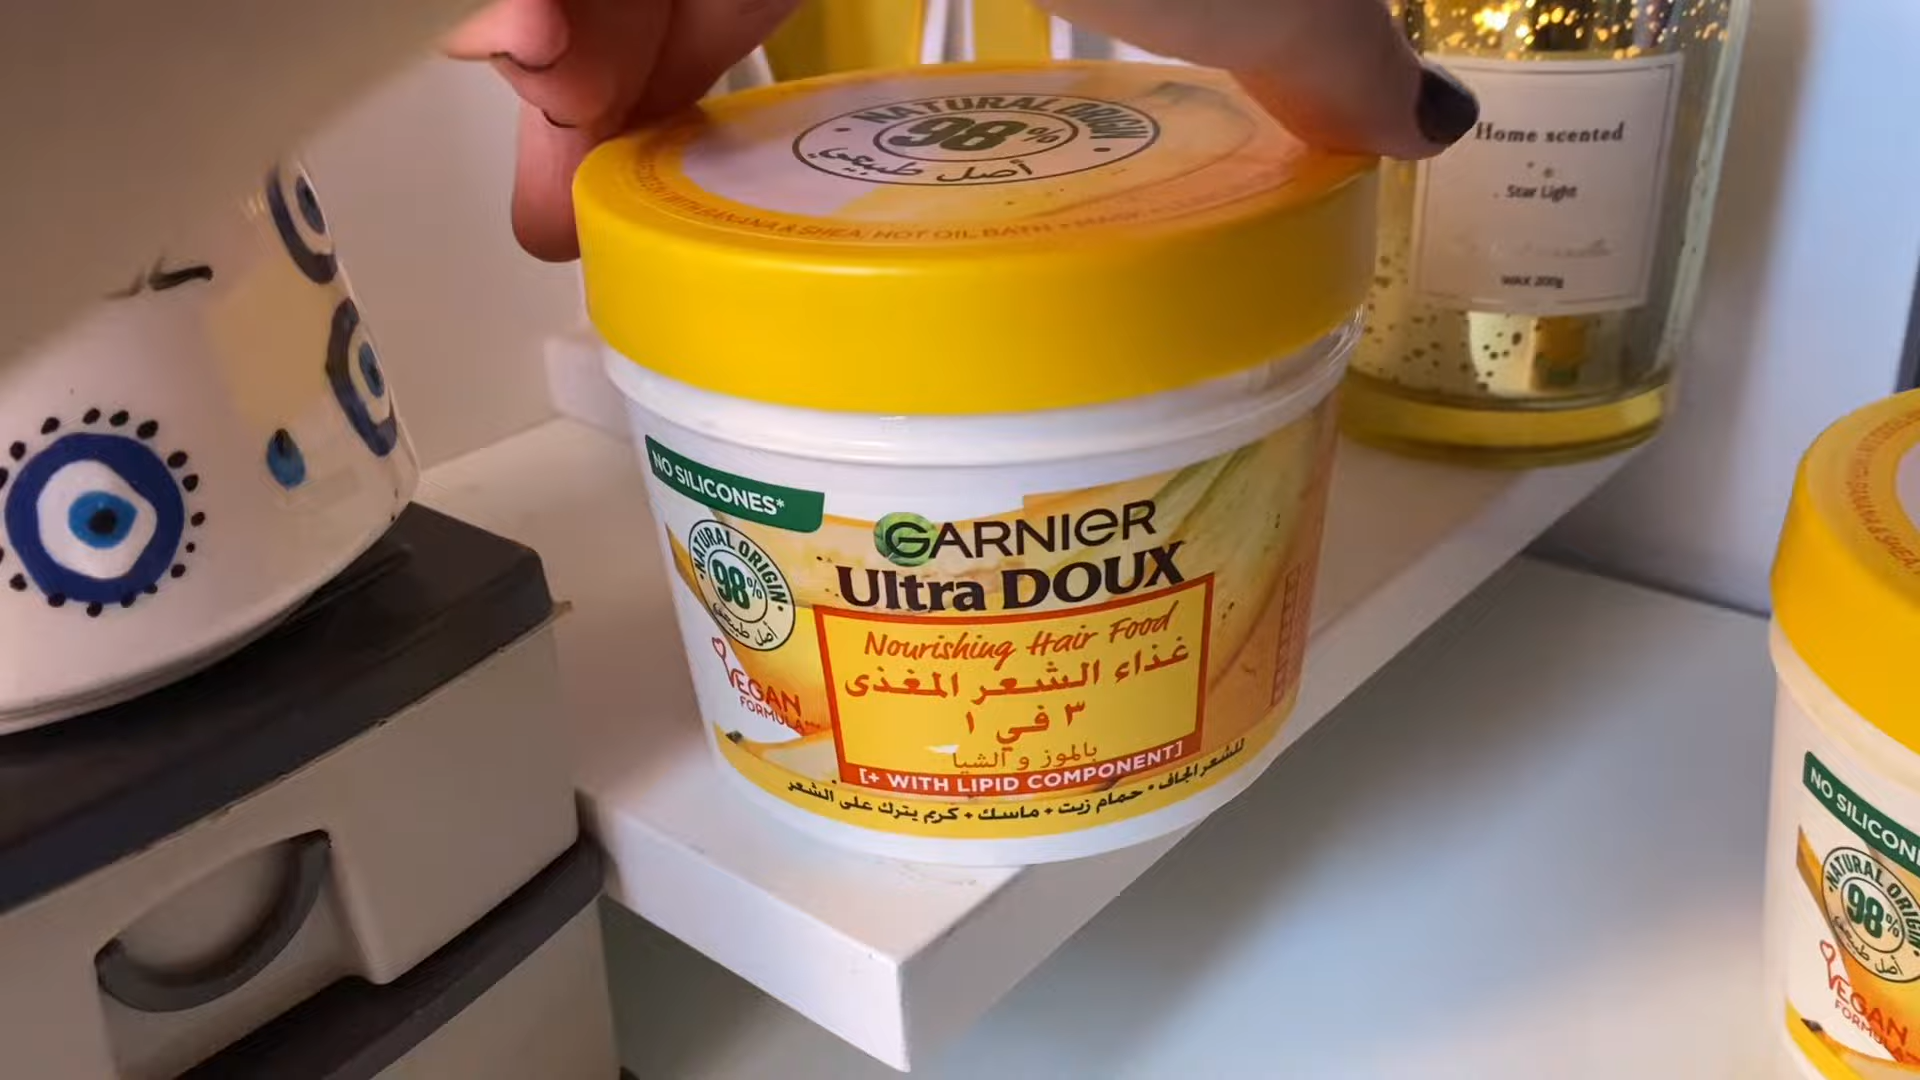 NATURAL ORIGIN
98%
أصل طبيعي
BANANA & SHEA, HOT OIL BATH
Home scented
Star Light
WAX 200g
NO SILICONES*
NATURAL ORIGIN
98%
أصل طبيعي
VEGAN
FORMULA
GARNIER
Ultra DOUX
Nourishing Hair Food
غذاء الشعر المغذى
٣ في ١
بالموز و الشيا
[+ WITH LIPID COMPONENT]
حمام زيت + ماسك + كرم يترك على الشعر • للشعر الجاف
NO SILICON
NATURAL ORIGIN
98%
أصل طبيعي
VEGAN
FORMULA